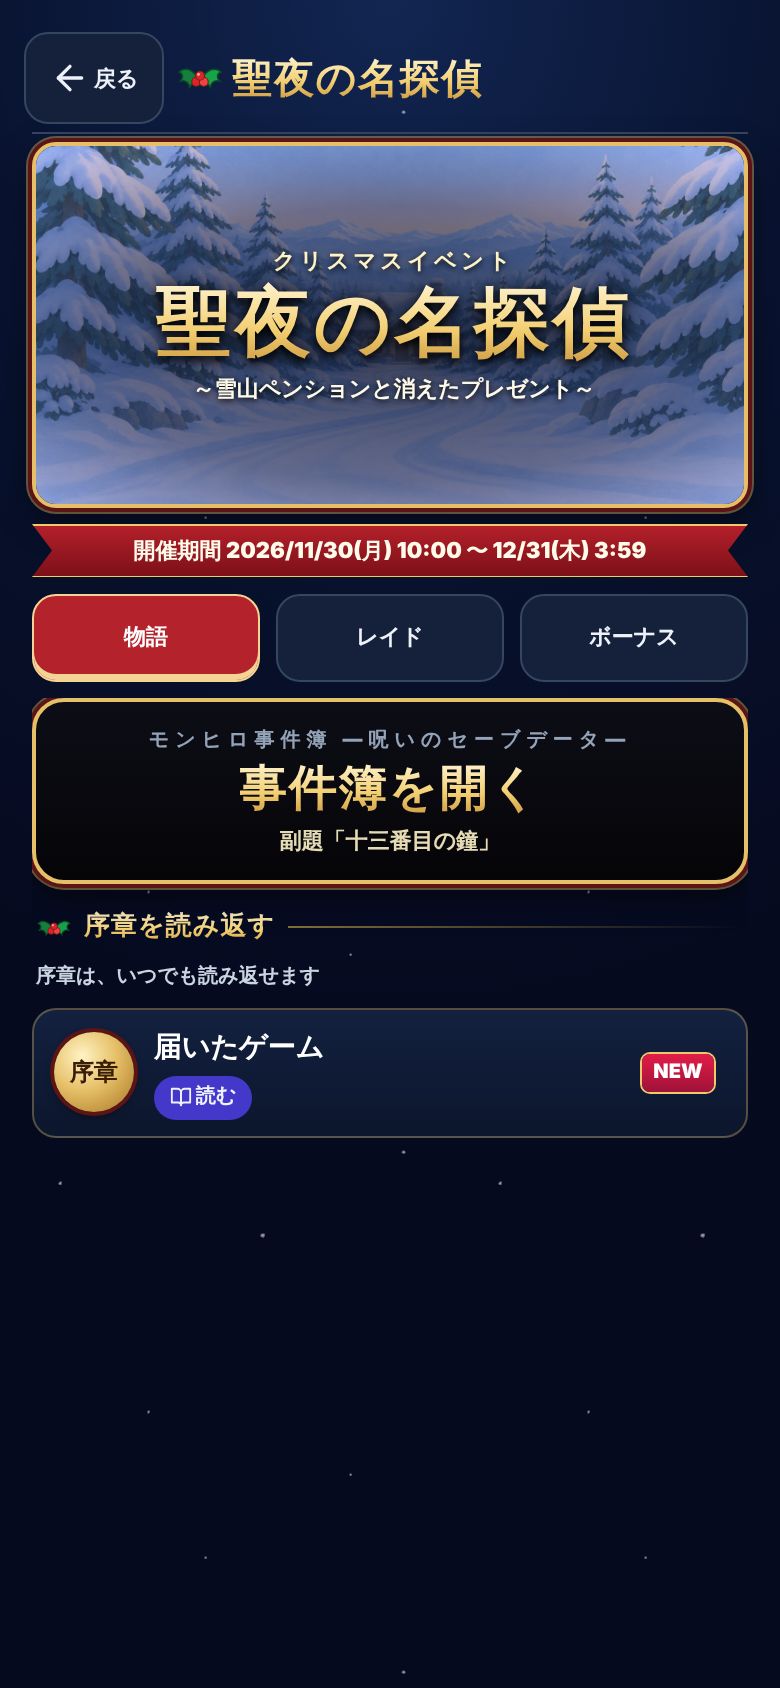 戻る
聖夜の名探偵
クリスマスイベント
聖夜の名探偵
~雪山ペンションと消えたプレゼント~
開催期間 2026/11/30(月) 10:00 〜 12/31(木) 3:59
物語
レイド
ボーナス
モンヒロ事件簿 —呪いのセーブデーター—
事件簿を開く
副題「十三番目の鐘」
序章を読み返す
序章は、いつでも読み返せます
序章
届いたゲーム
読む
NEW